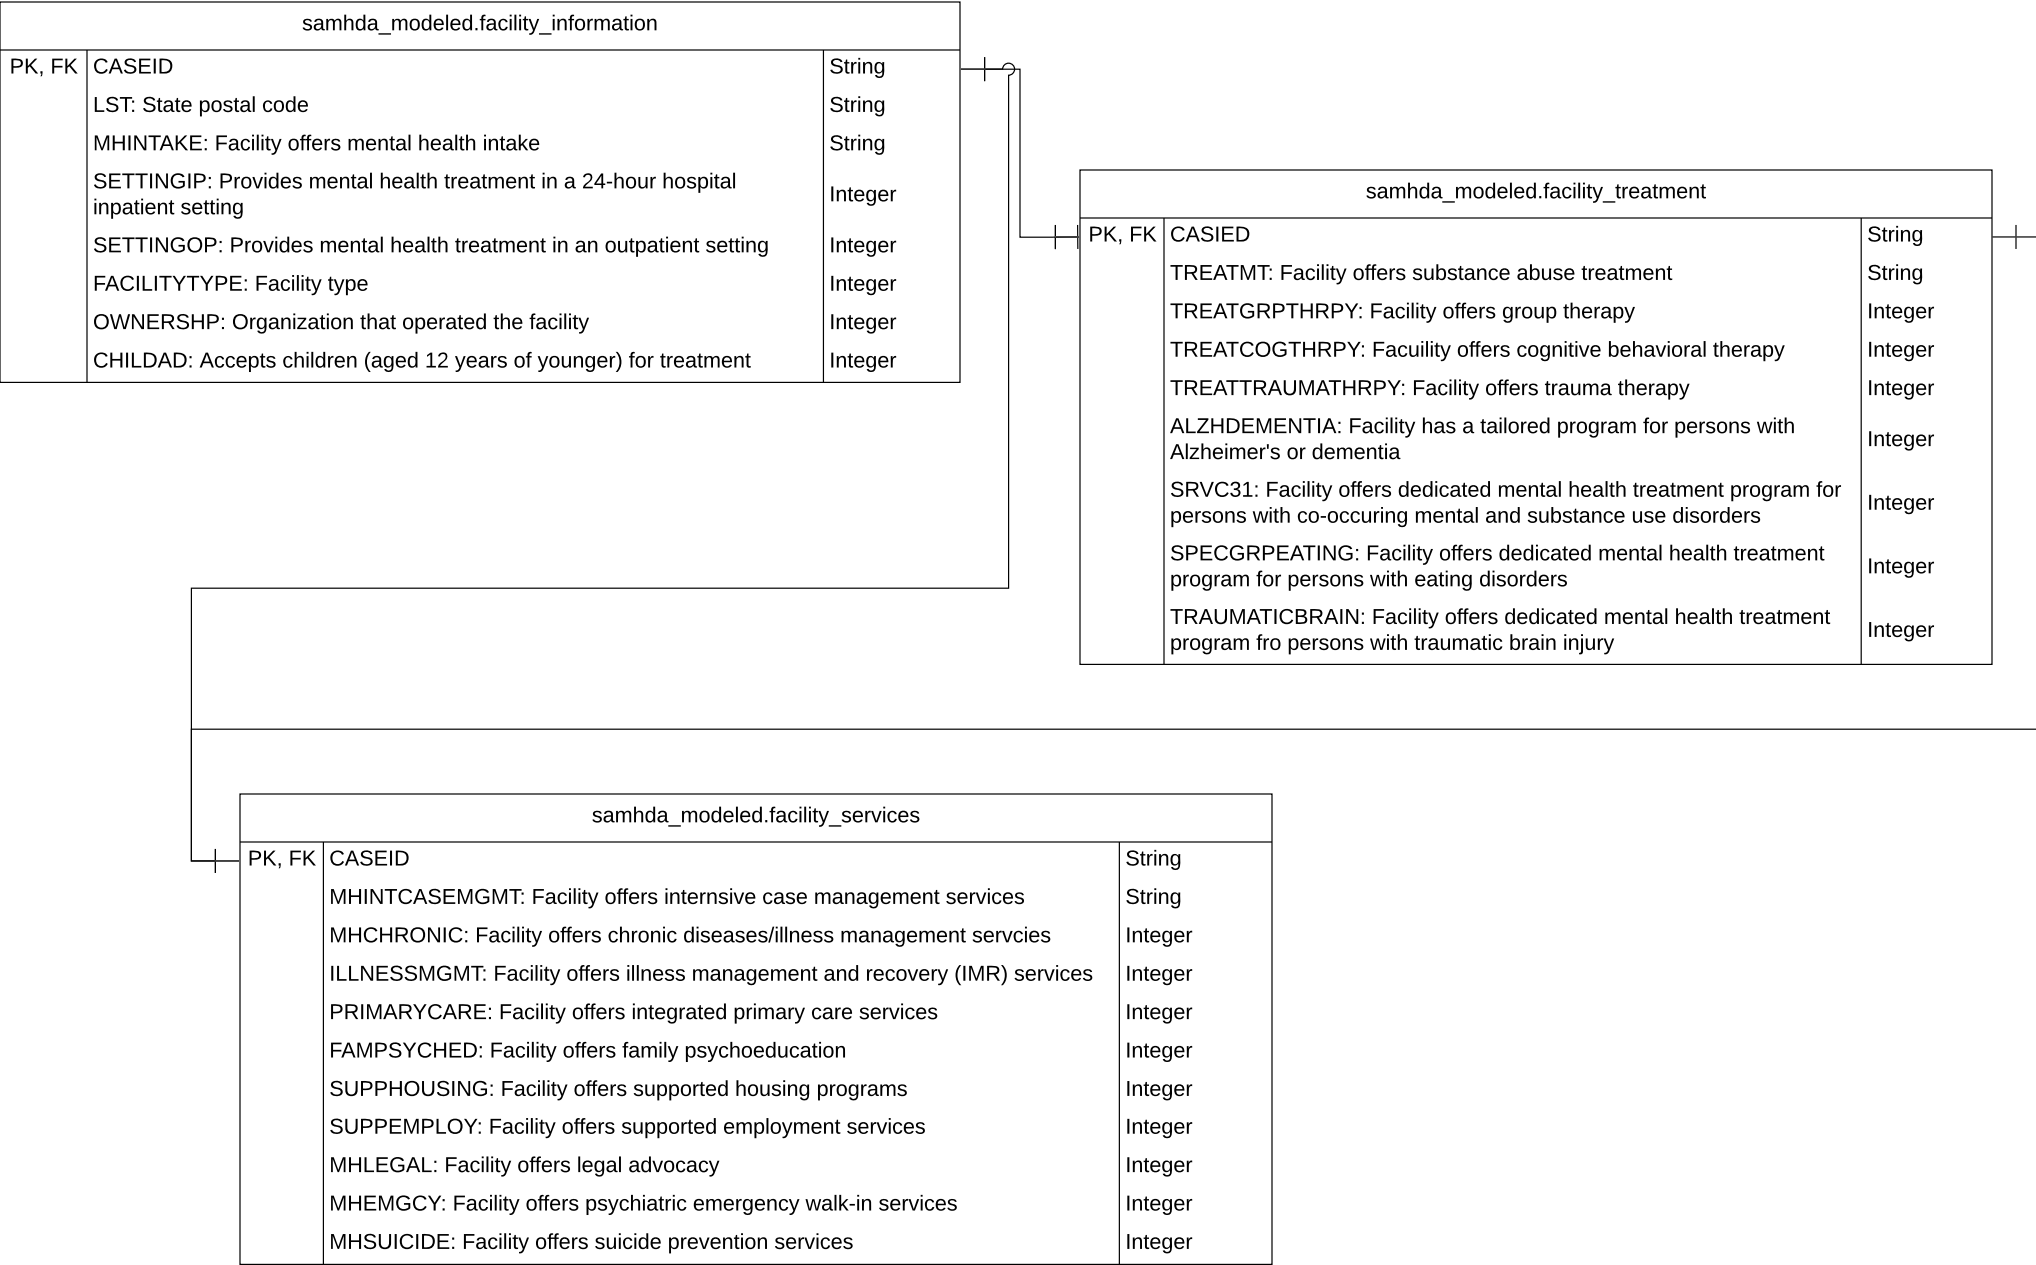 samhda_modeled.facility_information
PK, FK CASEID String
LST: State postal code String
MHINTAKE: Facility offers mental health intake String
SETTINGIP: Provides mental health treatment in a 24-hour hospital
inpatient setting Integer
SETTINGOP: Provides mental health treatment in an outpatient setting Integer
FACILITYTYPE: Facility type Integer
OWNERSHP: Organization that operated the facility Integer
CHILDAD: Accepts children (aged 12 years of younger) for treatment Integer
samhda_modeled.facility_treatment
PK, FK CASIED String
TREATMT: Facility offers substance abuse treatment String
TREATGRPTHRPY: Facility offers group therapy Integer
TREATCOGTHRPY: Facuility offers cognitive behavioral therapy Integer
TREATTRAUMATHRPY: Facility offers trauma therapy Integer
ALZHDEMENTIA: Facility has a tailored program for persons with
Alzheimer's or dementia Integer
SRVC31: Facility offers dedicated mental health treatment program for
persons with co-occuring mental and substance use disorders Integer
SPECGRPEATING: Facility offers dedicated mental health treatment
program for persons with eating disorders Integer
TRAUMATICBRAIN: Facility offers dedicated mental health treatment
program fro persons with traumatic brain injury Integer
samhda_modeled.facility_services
PK, FK CASEID String
MHINTCASEMGMT: Facility offers internsive case management services String
MHCHRONIC: Facility offers chronic diseases/illness management servcies Integer
ILLNESSMGMT: Facility offers illness management and recovery (IMR) services Integer
PRIMARYCARE: Facility offers integrated primary care services Integer
FAMPSYCHED: Facility offers family psychoeducation Integer
SUPPHOUSING: Facility offers supported housing programs Integer
SUPPEMPLOY: Facility offers supported employment services Integer
MHLEGAL: Facility offers legal advocacy Integer
MHEMGCY: Facility offers psychiatric emergency walk-in services Integer
MHSUICIDE: Facility offers suicide prevention services Integer